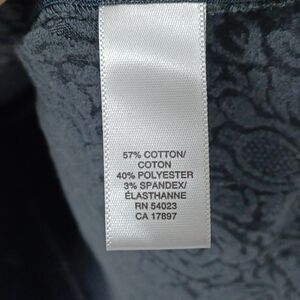 57% COTTON/
COTON
40% POLYESTER
3% SPANDEX/
ÉLASTHANNE
RN 54023
CA 17897